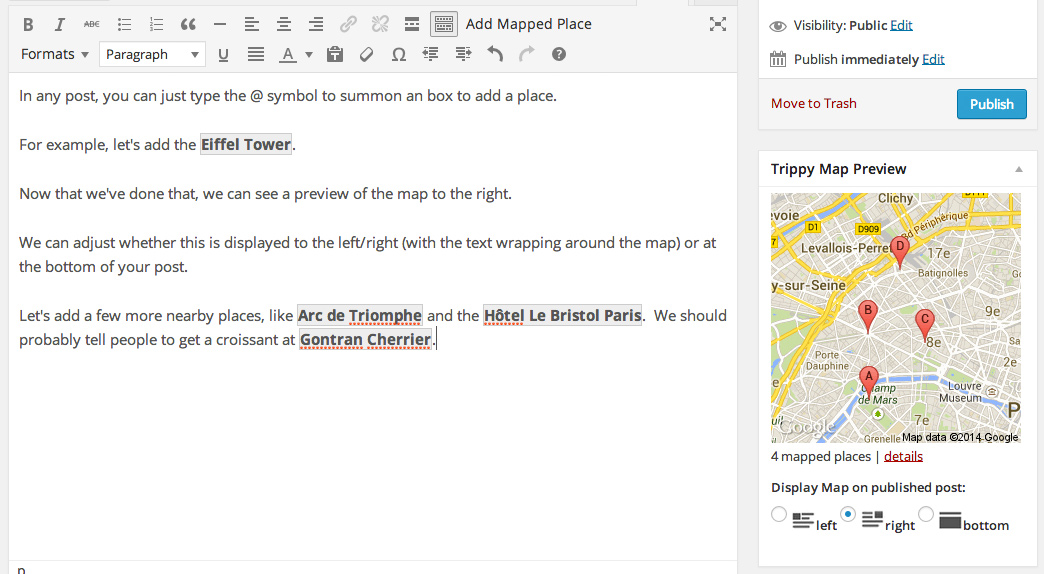 B I ABC Add Mapped Place
Formats Paragraph U A Ω ?
In any post, you can just type the @ symbol to summon an box to add a place.
For example, let's add the Eiffel Tower.
Now that we've done that, we can see a preview of the map to the right.
We can adjust whether this is displayed to the left/right (with the text wrapping around the map) or at
the bottom of your post.
Let's add a few more nearby places, like Arc de Triomphe and the Hôtel Le Bristol Paris. We should
probably tell people to get a croissant at Gontran Cherrier.
p
Visibility: Public Edit
Publish immediately Edit
Move to Trash Publish
Trippy Map Preview
Clichy
D1 D909
Périphérique
Levallois-Perret
D
17e
Batignolles
y-sur-Seine
B
C
9e
8e
Porte
Dauphine
2e
A
Champ
de Mars
Louvre
Museum
P
7e
Google
Grenelle
Map data ©2014 Google
4 mapped places | details
Display Map on published post:
left right bottom